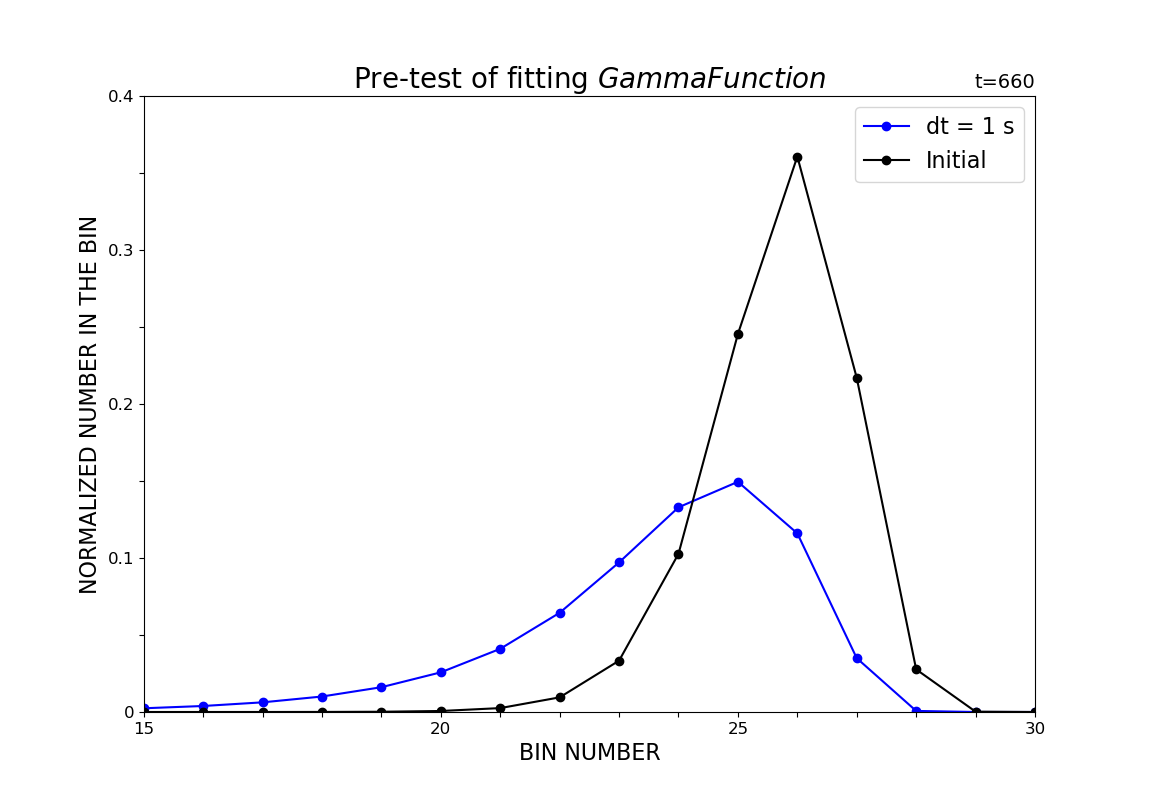 Pre-test of fitting GammaFunction
t=660
dt = 1 s
Initial
NORMALIZED NUMBER IN THE BIN
0.4
0.3
0.2
0.1
0
15 20 25 30
BIN NUMBER